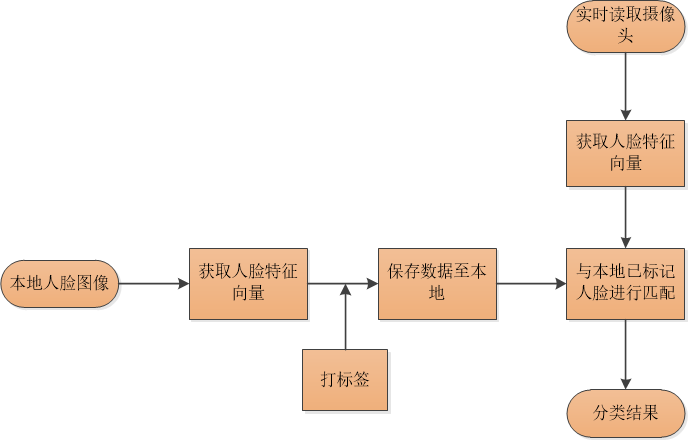 实时读取摄像
头
获取人脸特征
向量
本地人脸图像
获取人脸特征
向量
保存数据至本
地
与本地已标记
人脸进行匹配
打标签
分类结果